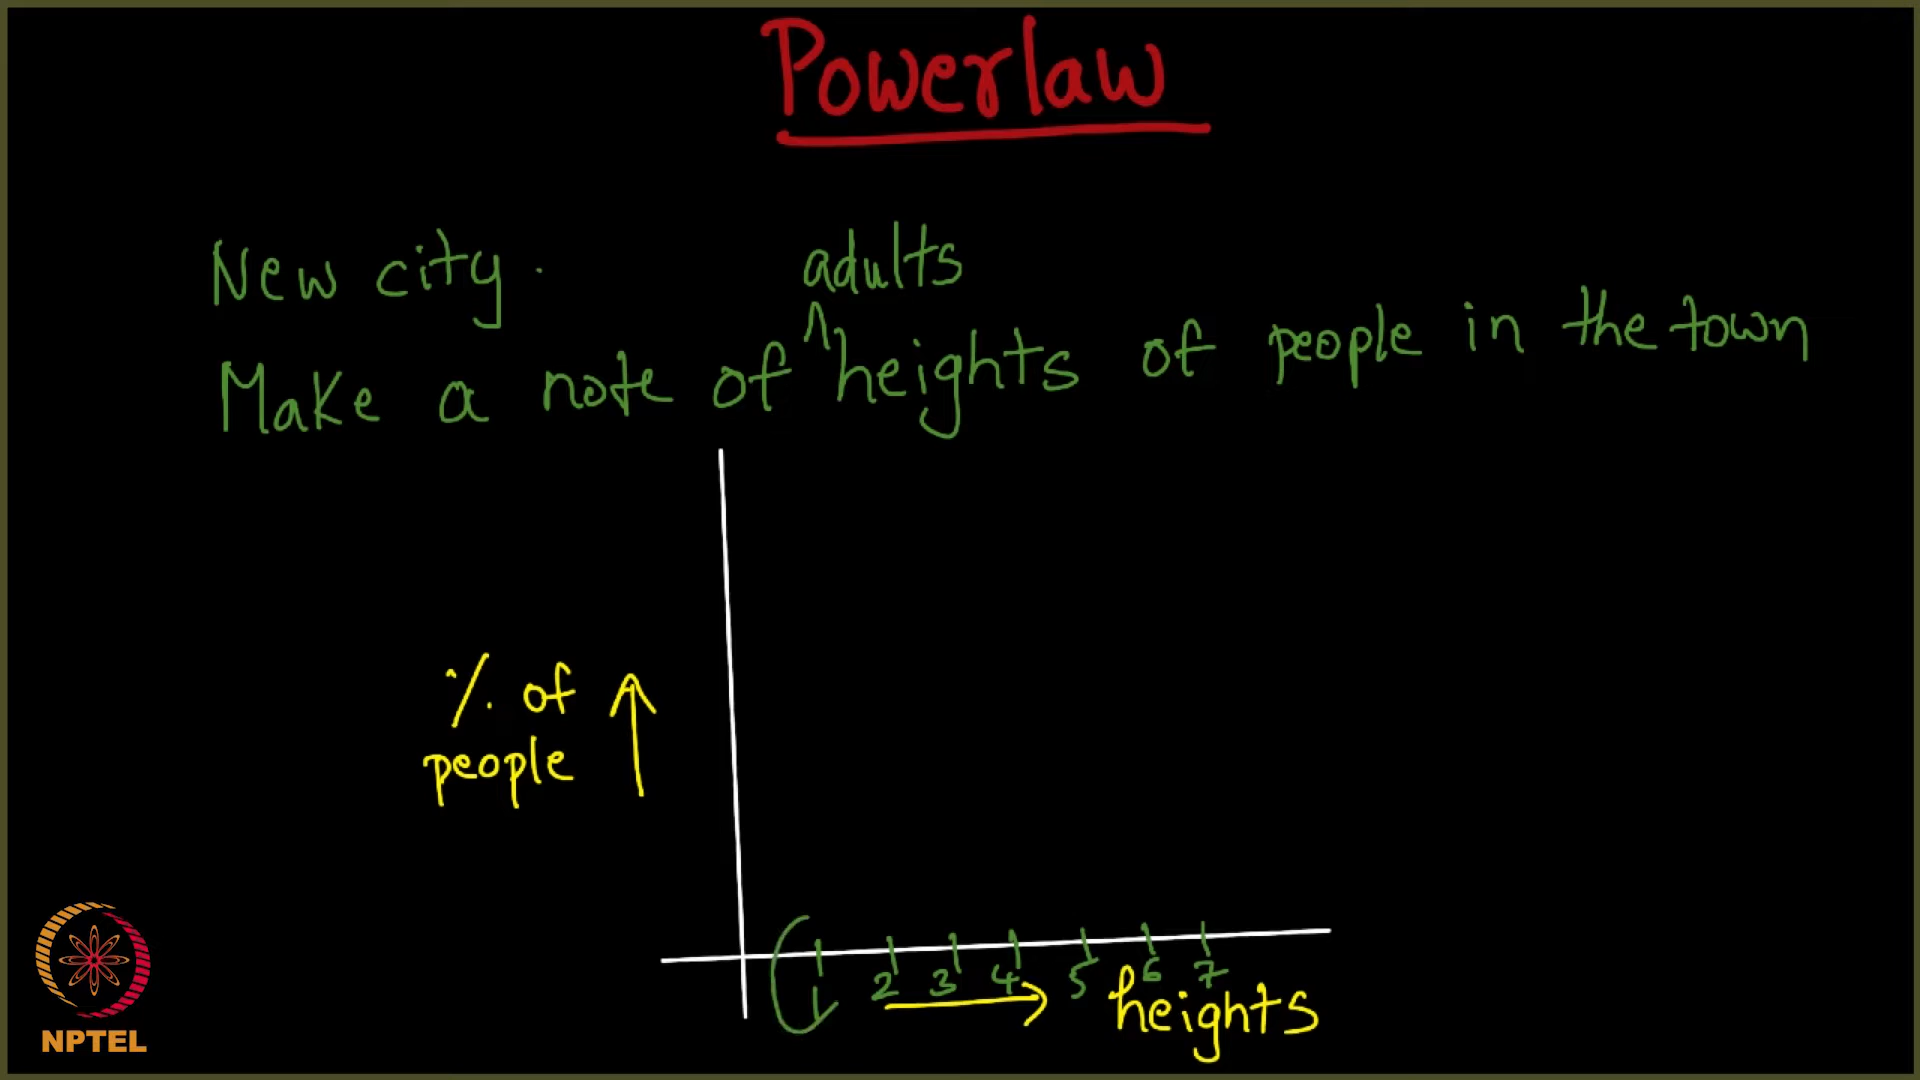 Powerlaw
New city.
adults
Make a note of ^ heights of people in the town
% of
people
1 2 3 4 5 6 7
heights
NPTEL